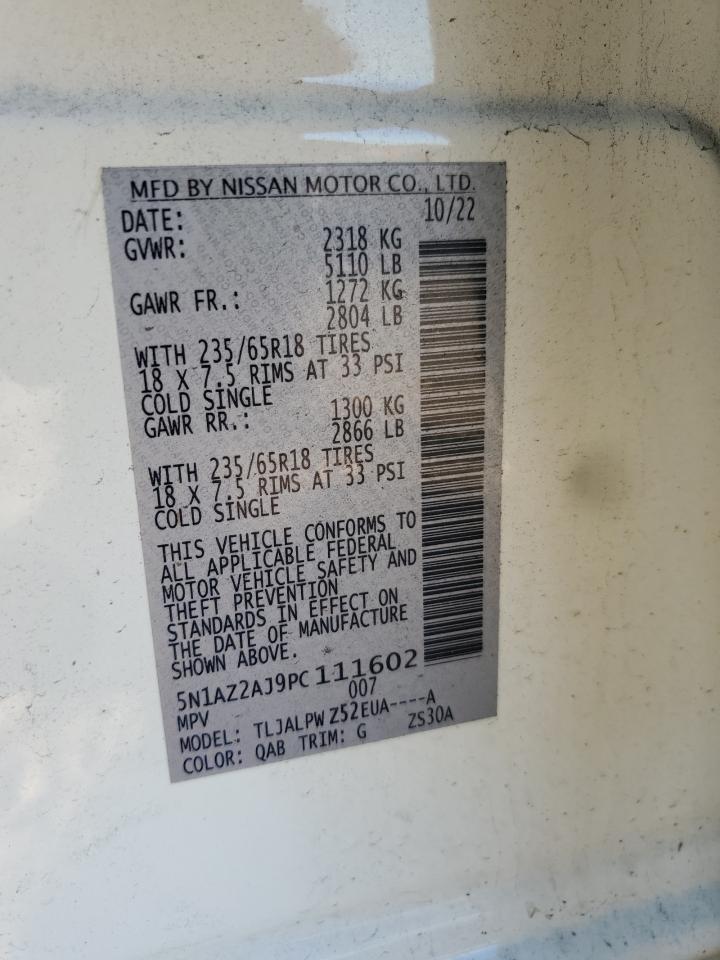 MFD BY NISSAN MOTOR CO., LTD.
DATE: 10/22
GVWR: 2318 KG
5110 LB
GAWR FR.: 1272 KG
2804 LB
WITH 235/65R18 TIRES
18 X 7.5 RIMS AT 33 PSI
COLD SINGLE
GAWR RR.: 1300 KG
2866 LB
WITH 235/65R18 TIRES
18 X 7.5 RIMS AT 33 PSI
COLD SINGLE
THIS VEHICLE CONFORMS TO
ALL APPLICABLE FEDERAL
MOTOR VEHICLE SAFETY AND
THEFT PREVENTION
STANDARDS IN EFFECT ON
THE DATE OF MANUFACTURE
SHOWN ABOVE.
5N1AZ2AJ9PC111602
MPV 007
MODEL: TLJALPWZ52EUA----A
COLOR: QAB TRIM: G ZS30A